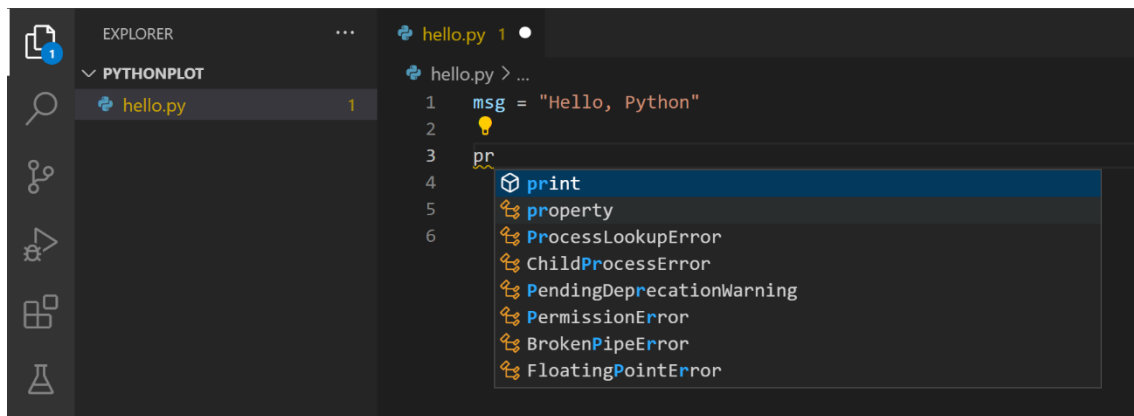 EXPLORER ...
PYTHONPLOT
hello.py 1
1
hello.py 1
hello.py > ...
1 msg = "Hello, Python"
2
3 pr
4
5
6
print
property
ProcessLookupError
ChildProcessError
PendingDeprecationWarning
PermissionError
BrokenPipeError
FloatingPointError